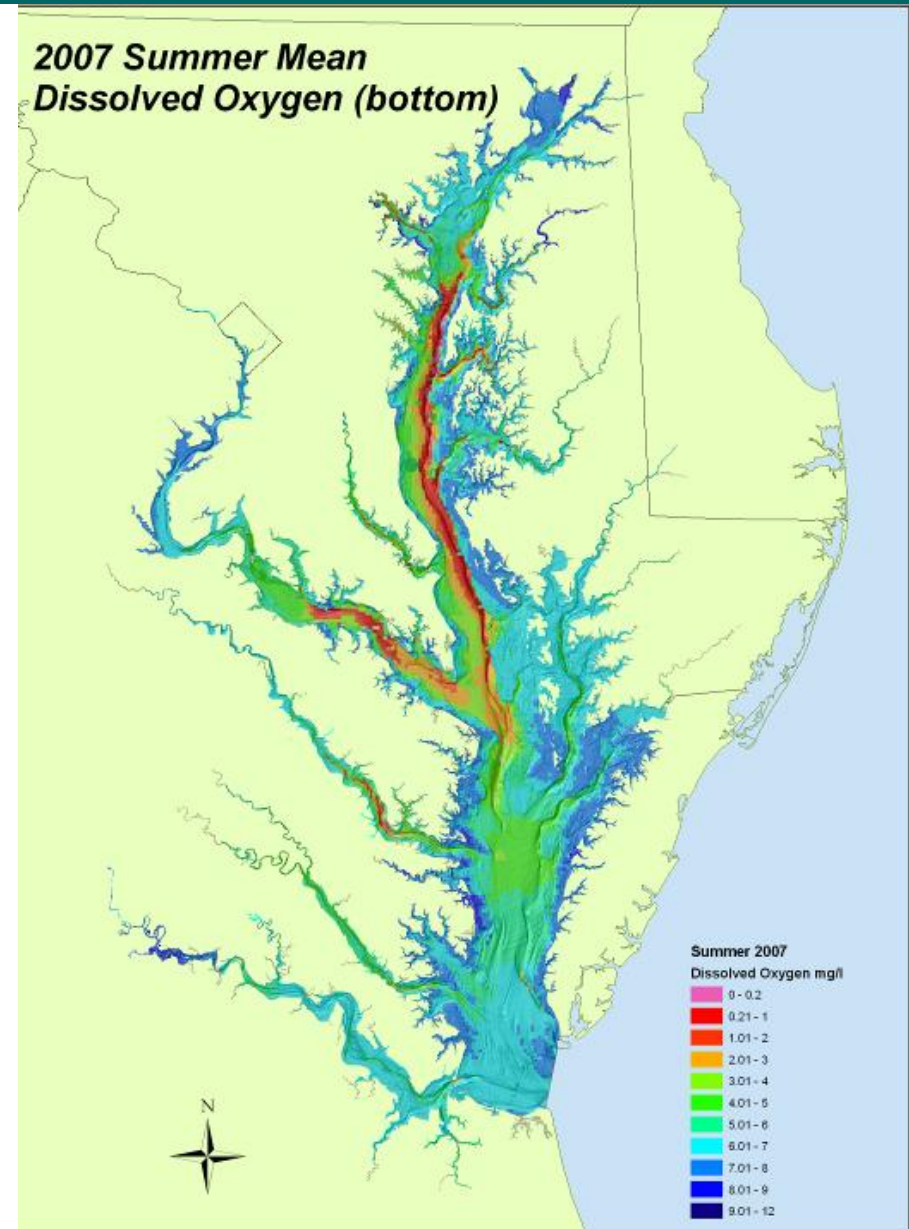 2007 Summer Mean
Dissolved Oxygen (bottom)
N
Summer 2007
Dissolved Oxygen mg/l
0 - 0.2
0.21 - 1
1.01 - 2
2.01 - 3
3.01 - 4
4.01 - 5
5.01 - 6
6.01 - 7
7.01 - 8
8.01 - 9
9.01 - 12